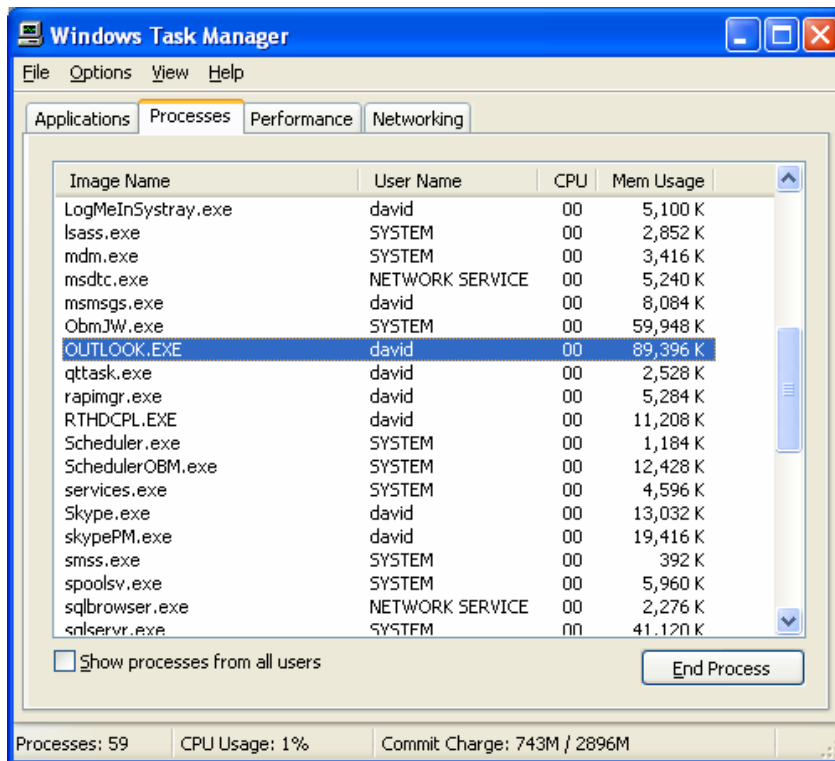 Windows Task Manager
File Options View Help
Applications Processes Performance Networking
Image Name User Name CPU Mem Usage
LogMeInSystray.exe david 00 5,100 K
lsass.exe SYSTEM 00 2,852 K
mdm.exe SYSTEM 00 3,416 K
msdtc.exe NETWORK SERVICE 00 5,240 K
msmsgs.exe david 00 8,084 K
ObmJW.exe SYSTEM 00 59,948 K
OUTLOOK.EXE david 00 89,396 K
qttask.exe david 00 2,528 K
rapimgr.exe david 00 5,284 K
RTHDCPL.EXE david 00 11,208 K
Scheduler.exe SYSTEM 00 1,184 K
SchedulerOBM.exe SYSTEM 00 12,428 K
services.exe SYSTEM 00 4,596 K
Skype.exe david 00 13,032 K
skypePM.exe david 00 19,416 K
smss.exe SYSTEM 00 392 K
spoolsv.exe SYSTEM 00 5,960 K
sqlbrowser.exe NETWORK SERVICE 00 2,276 K
sqlservr.exe SYSTEM 00 41,120 K
Show processes from all users
End Process
Processes: 59 CPU Usage: 1% Commit Charge: 743M / 2896M